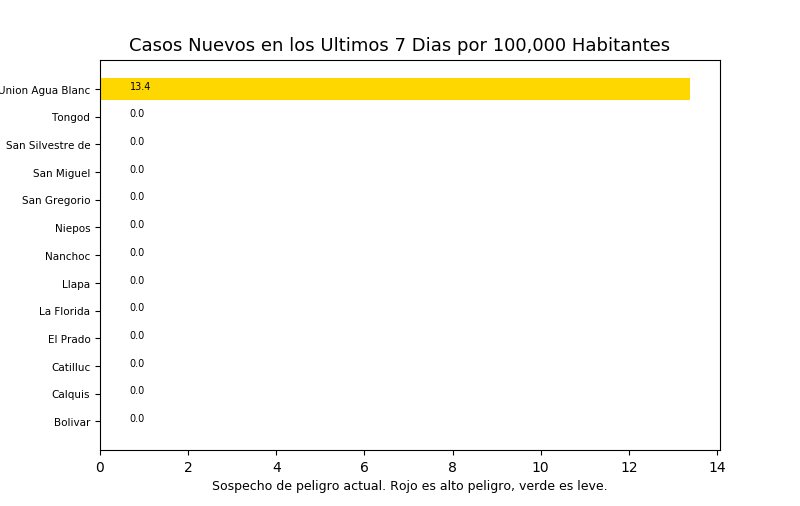 Casos Nuevos en los Ultimos 7 Dias por 100,000 Habitantes
Union Agua Blanc 13.4
Tongod 0.0
San Silvestre de 0.0
San Miguel 0.0
San Gregorio 0.0
Niepos 0.0
Nanchoc 0.0
Llapa 0.0
La Florida 0.0
El Prado 0.0
Catilluc 0.0
Calquis 0.0
Bolivar 0.0
0 2 4 6 8 10 12 14
Sospecho de peligro actual. Rojo es alto peligro, verde es leve.